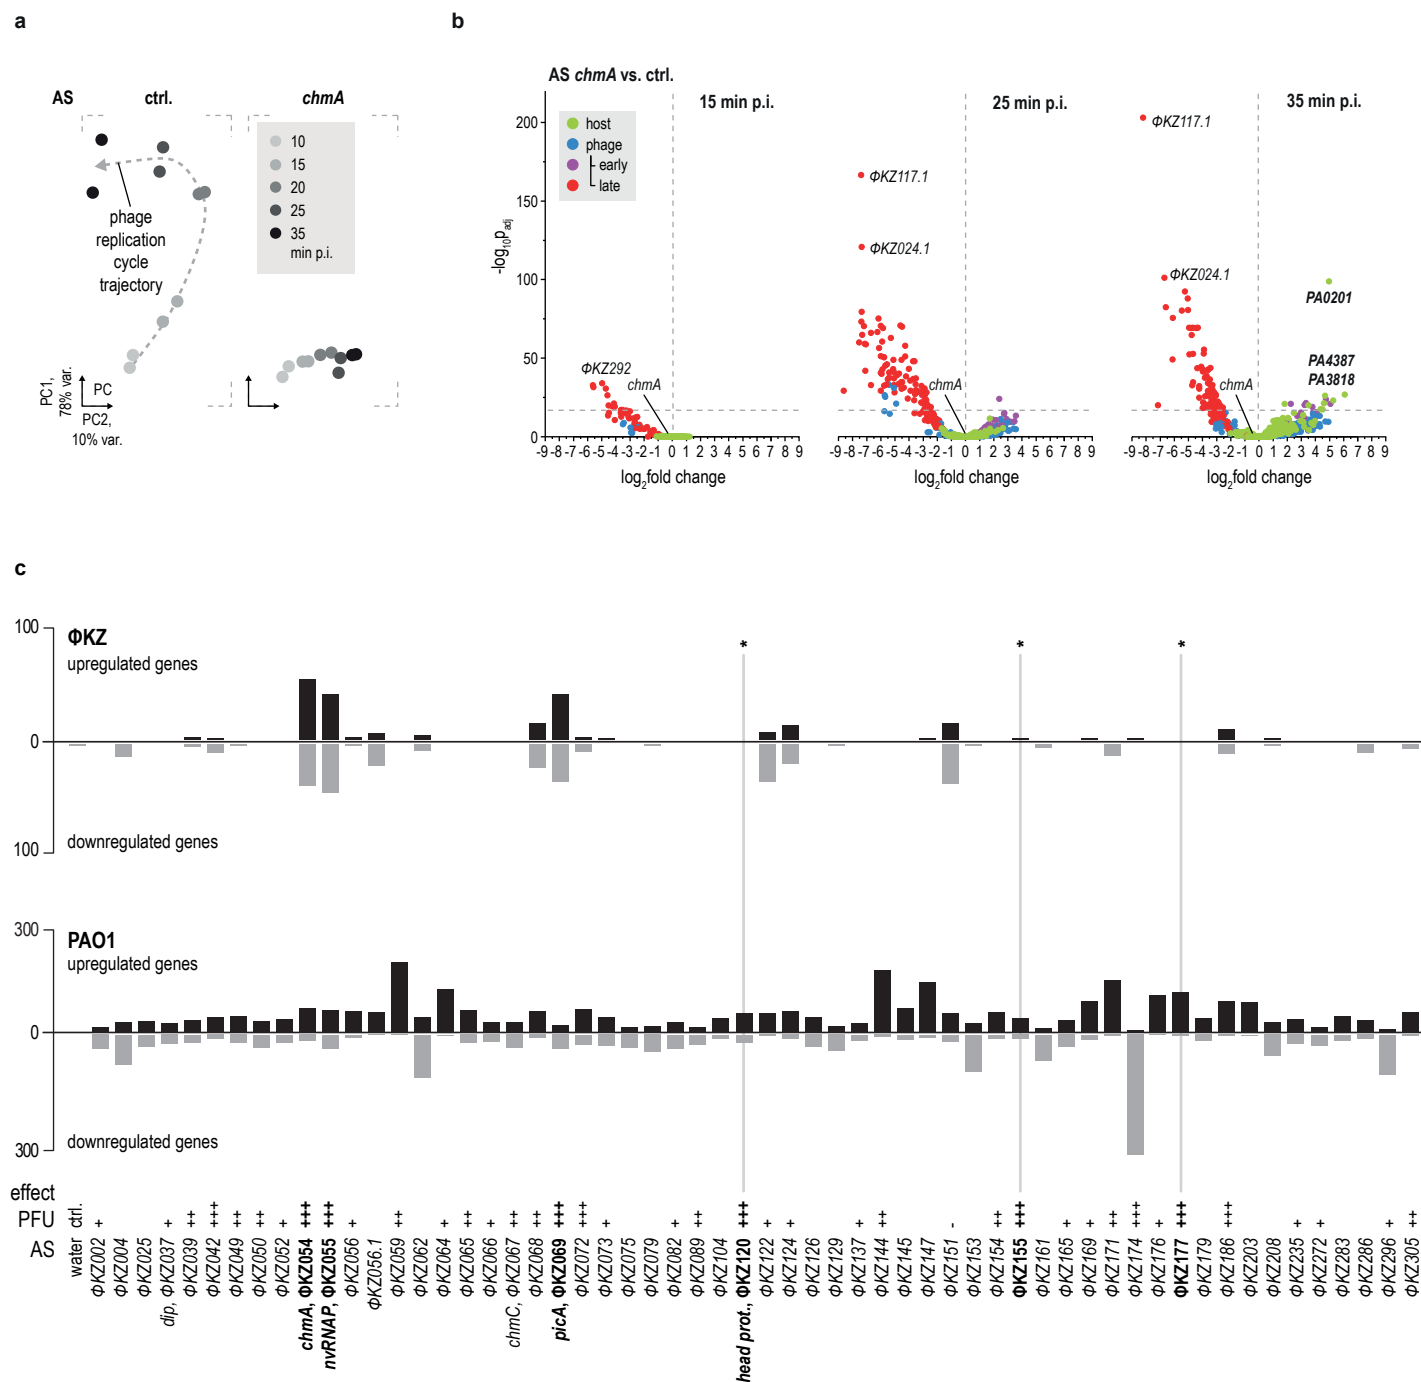 a
AS
ctrl.
chmA
10
15
20
25
35
min p.i.
phage
replication
cycle
trajectory
PC1,
78% var.
PC
PC2,
10% var.
b
AS chmA vs. ctrl.
15 min p.i.
25 min p.i.
35 min p.i.
host
phage
early
late
-log10padj
200
150
100
50
0
ΦKZ292
chmA
ΦKZ117.1
ΦKZ024.1
chmA
ΦKZ117.1
ΦKZ024.1
PA0201
PA4387
PA3818
chmA
-9 -8 -7 -6 -5 -4 -3 -2 -1 0 1 2 3 4 5 6 7 8 9
-9 -8 -7 -6 -5 -4 -3 -2 -1 0 1 2 3 4 5 6 7 8 9
-9 -8 -7 -6 -5 -4 -3 -2 -1 0 1 2 3 4 5 6 7 8 9
log2fold change
log2fold change
log2fold change
c
100
ΦKZ
upregulated genes
* * *
0
100
downregulated genes
300
PAO1
upregulated genes
0
300
downregulated genes
effect
PFU
AS
water ctrl.
ΦKZ002 +
ΦKZ004
ΦKZ025
dip, ΦKZ037 +
ΦKZ039 ++
ΦKZ042 +++
ΦKZ049 ++
ΦKZ050 ++
ΦKZ052 +
chmA, ΦKZ054 +++
nvRNAP, ΦKZ055 +++
ΦKZ056 +
ΦKZ056.1
ΦKZ059 ++
ΦKZ062
ΦKZ064 +
ΦKZ065 ++
ΦKZ066 +
chmC, ΦKZ067 ++
ΦKZ068 ++
picA, ΦKZ069 +++
ΦKZ072 +++
ΦKZ073 +
ΦKZ075
ΦKZ079
ΦKZ082 +
ΦKZ089 ++
ΦKZ104
head prot., ΦKZ120 +++
ΦKZ122 +
ΦKZ124 +
ΦKZ126
ΦKZ129
ΦKZ137 +
ΦKZ144 ++
ΦKZ145
ΦKZ147
ΦKZ151 -
ΦKZ153
ΦKZ154 ++
ΦKZ155 +++
ΦKZ161
ΦKZ165 +
ΦKZ169 +
ΦKZ171 ++
ΦKZ174 +++
ΦKZ176 +
ΦKZ177 +++
ΦKZ179
ΦKZ186 +++
ΦKZ203
ΦKZ208
ΦKZ235 +
ΦKZ272 +
ΦKZ283
ΦKZ286
ΦKZ296 +
ΦKZ305 ++